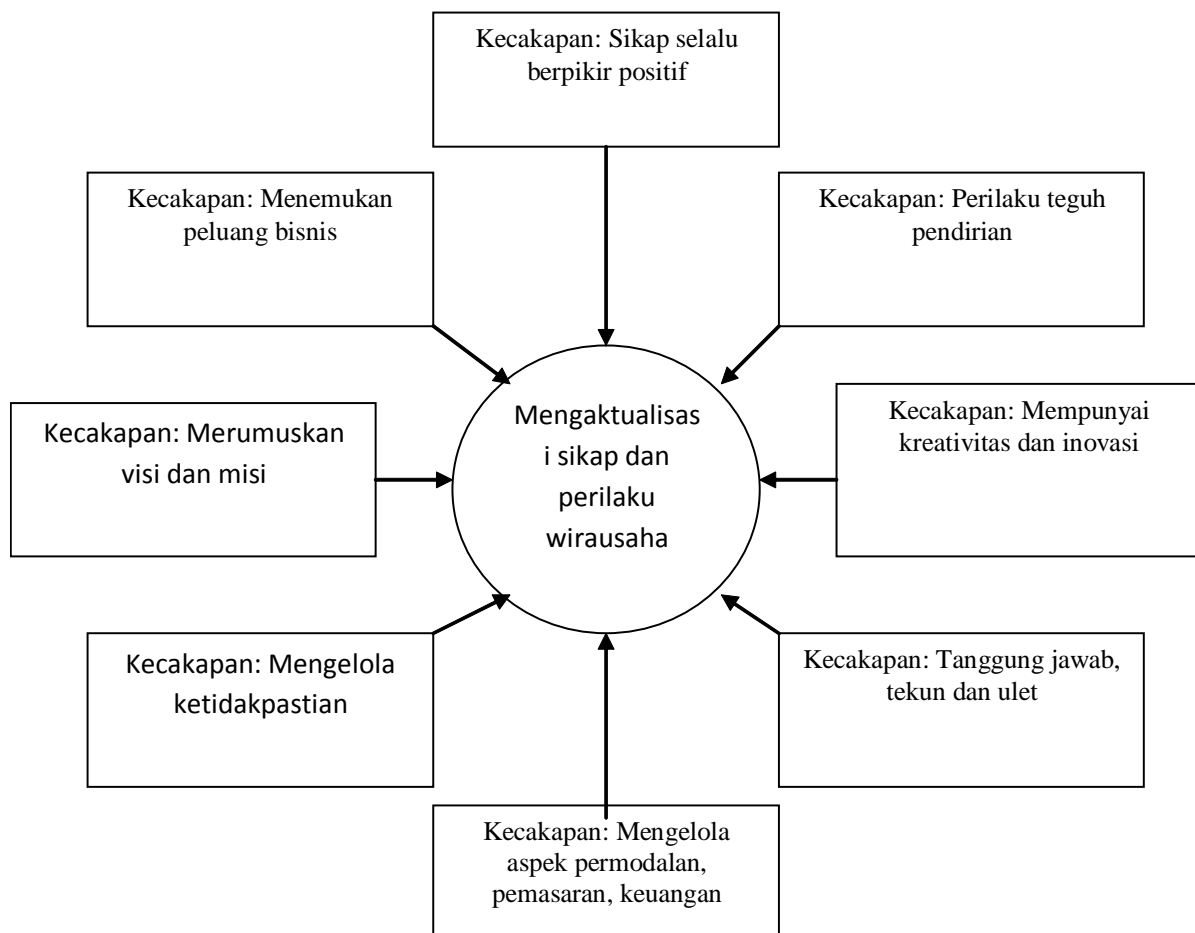 Kecakapan: Sikap selalu
berpikir positif
Kecakapan: Menemukan
peluang bisnis
Kecakapan: Perilaku teguh
pendirian
Kecakapan: Merumuskan
visi dan misi
Mengaktualisas
i sikap dan
perilaku
wirausaha
Kecakapan: Mempunyai
kreativitas dan inovasi
Kecakapan: Mengelola
ketidakpastian
Kecakapan: Tanggung jawab,
tekun dan ulet
Kecakapan: Mengelola
aspek permodalan,
pemasaran, keuangan